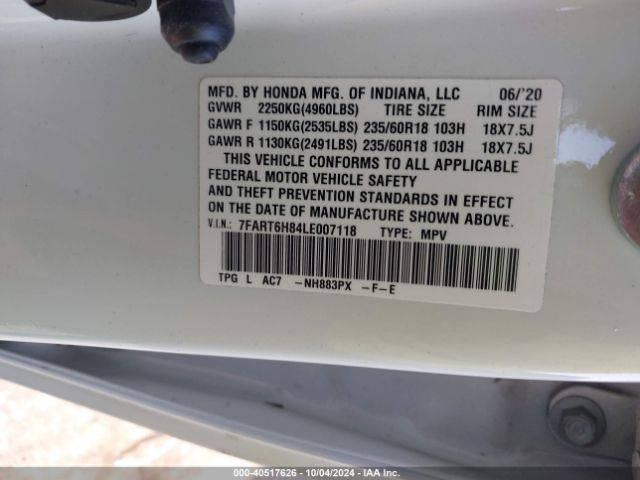 MFD. BY HONDA MFG. OF INDIANA, LLC 06/'20
GVWR 2250KG(4960LBS) TIRE SIZE RIM SIZE
GAWR F 1150KG(2535LBS) 235/60R18 103H 18X7.5J
GAWR R 1130KG(2491LBS) 235/60R18 103H 18X7.5J
THIS VEHICLE CONFORMS TO ALL APPLICABLE
FEDERAL MOTOR VEHICLE SAFETY
AND THEFT PREVENTION STANDARDS IN EFFECT
ON THE DATE OF MANUFACTURE SHOWN ABOVE.
V.I.N.: 7FART6H84LE007118 TYPE: MPV
TPG L AC7 -NH883PX -F-E
000-40517626 - 10/04/2024 - IAA Inc.